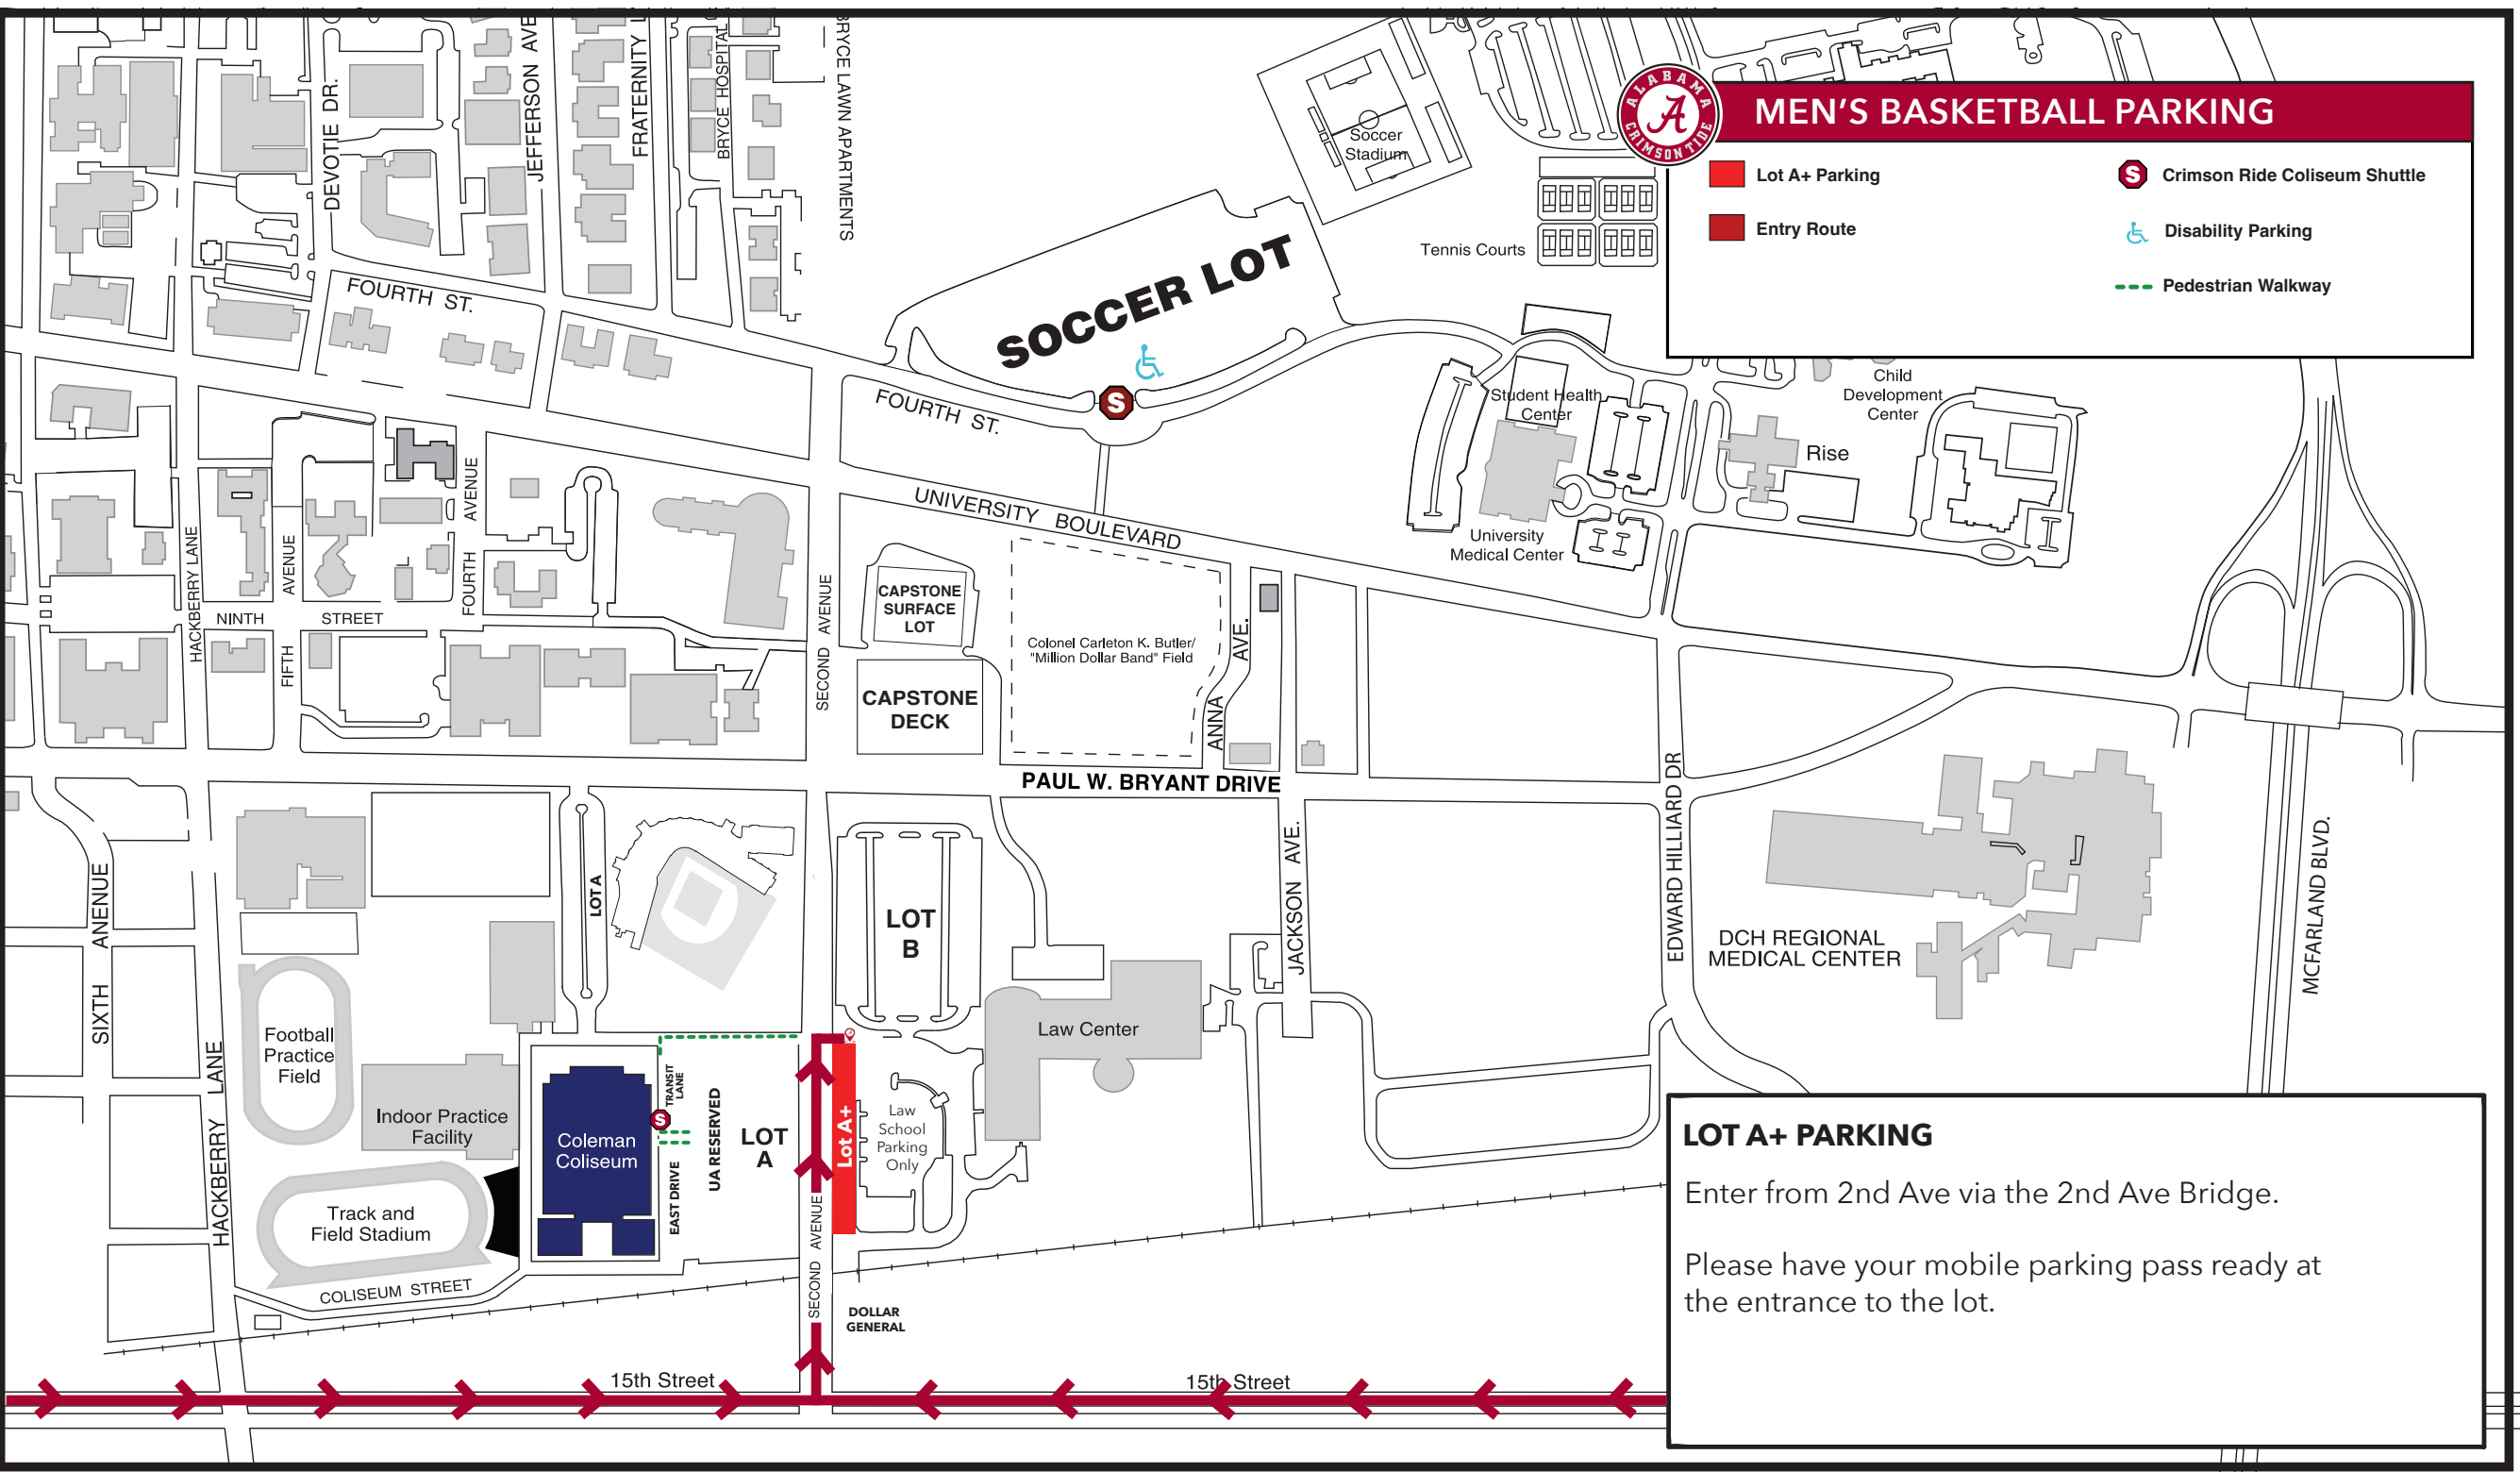 MEN'S BASKETBALL PARKING
ALABAMA
A
CRIMSON TIDE
Lot A+ Parking
Entry Route
S
Crimson Ride Coliseum Shuttle
Disability Parking
Pedestrian Walkway
DEVOTIE DR.
JEFFERSON AVE
FRATERNITY
BRYCE HOSPITAL
BRYCE LAWN APARTMENTS
Soccer
Stadium
Tennis Courts
SOCCER LOT
S
FOURTH ST.
FOURTH ST.
Student Health
Center
Child
Development
Center
Rise
University
Medical Center
UNIVERSITY BOULEVARD
HACKBERRY LANE
FIFTH AVENUE
FOURTH AVENUE
NINTH STREET
SECOND AVENUE
CAPSTONE
SURFACE
LOT
CAPSTONE
DECK
Colonel Carleton K. Butler/
"Million Dollar Band" Field
ANNA AVE.
PAUL W. BRYANT DRIVE
EDWARD HILLIARD DR
JACKSON AVE.
MCFARLAND BLVD.
DCH REGIONAL
MEDICAL CENTER
SIXTH ANENUE
HACKBERRY LANE
LOT A
LOT
B
Law Center
Football
Practice
Field
Indoor Practice
Facility
Track and
Field Stadium
Coleman
Coliseum
S
TRANSIT
LANE
EAST DRIVE
UA RESERVED
LOT
A
Lot A+
Law
School
Parking
Only
SECOND AVENUE
COLISEUM STREET
DOLLAR
GENERAL
15th Street
15th Street
LOT A+ PARKING
Enter from 2nd Ave via the 2nd Ave Bridge.
Please have your mobile parking pass ready at
the entrance to the lot.